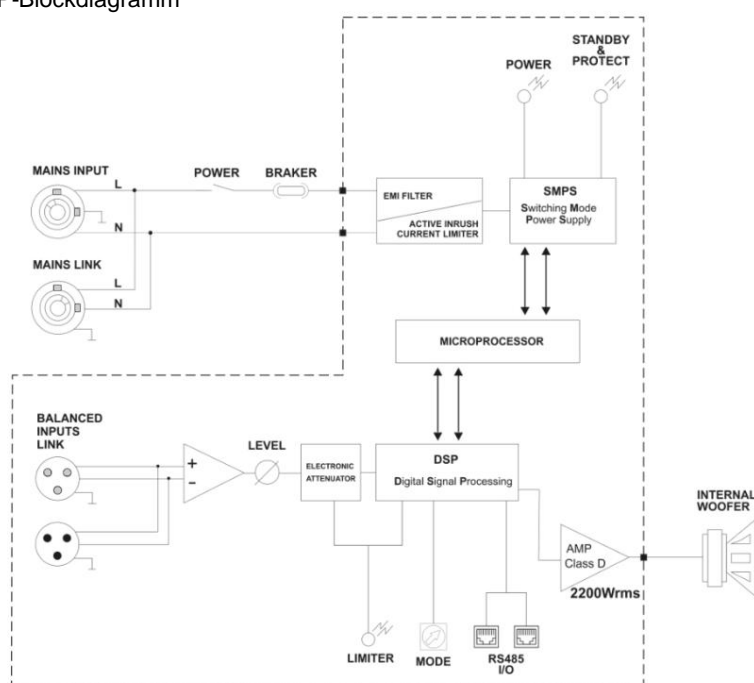 -Blockdiagramm
STANDBY
&
PROTECT
POWER
MAINS INPUT
L
POWER
BRAKER
N
EMI FILTER
ACTIVE INRUSH
CURRENT LIMITER
SMPS
Switching Mode
Power Supply
MAINS LINK
L
N
MICROPROCESSOR
BALANCED
INPUTS
LINK
+
-
LEVEL
ELECTRONIC
ATTENUATOR
DSP
Digital Signal Processing
INTERNAL
WOOFER
AMP
Class D
2200Wrms
LIMITER
MODE
RS485
I/O